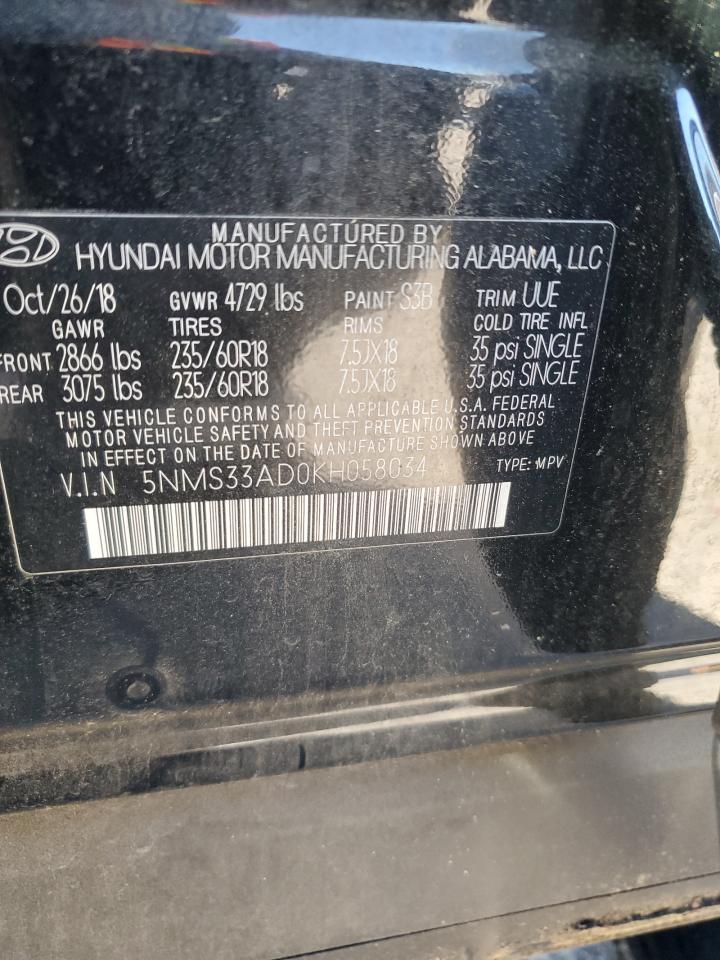 MANUFACTURED BY
HYUNDAI MOTOR MANUFACTURING ALABAMA, LLC
Oct/26/18 GVWR 4729 lbs PAINT S3B TRIM UUE
GAWR TIRES RIMS COLD TIRE INFL
FRONT 2866 lbs 235/60R18 7.5JX18 35 psi SINGLE
REAR 3075 lbs 235/60R18 7.5JX18 35 psi SINGLE
THIS VEHICLE CONFORMS TO ALL APPLICABLE U.S.A. FEDERAL
MOTOR VEHICLE SAFETY AND THEFT PREVENTION STANDARDS
IN EFFECT ON THE DATE OF MANUFACTURE SHOWN ABOVE
V.I.N 5NMS33AD0KH058034 TYPE: MPV